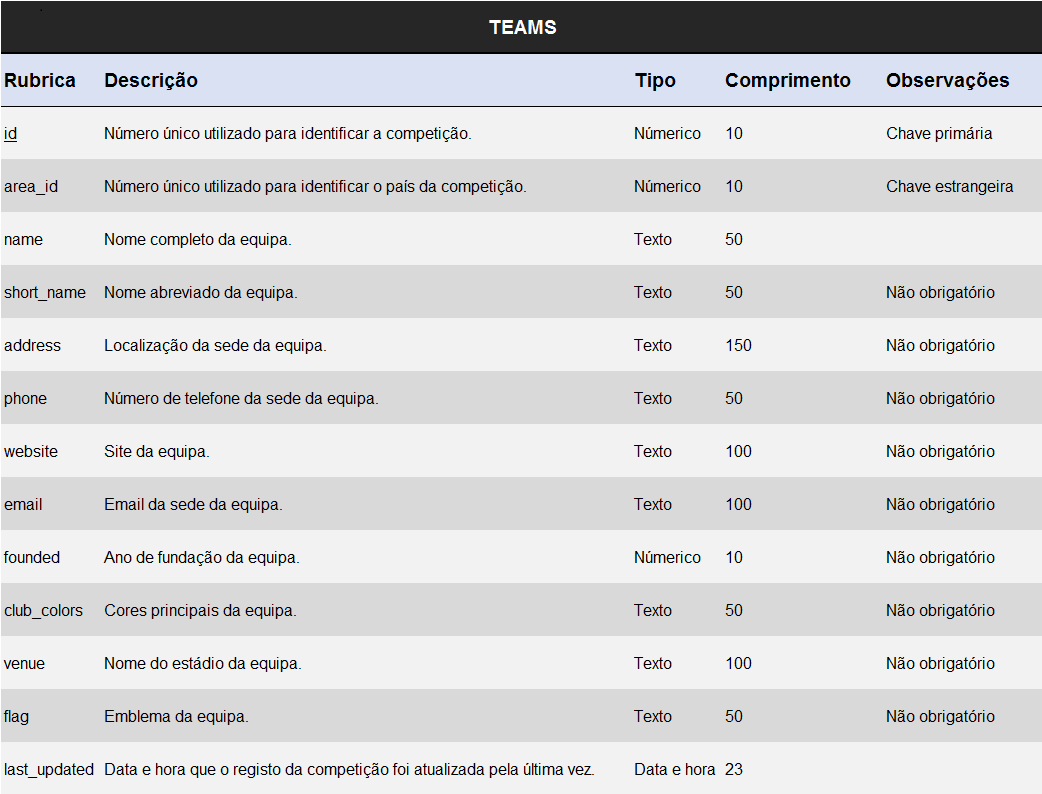 TEAMS
Rubrica Descrição Tipo Comprimento Observações
id Número único utilizado para identificar a competição. Númerico 10 Chave primária
area_id Número único utilizado para identificar o país da competição. Númerico 10 Chave estrangeira
name Nome completo da equipa. Texto 50
short_name Nome abreviado da equipa. Texto 50 Não obrigatório
address Localização da sede da equipa. Texto 150 Não obrigatório
phone Número de telefone da sede da equipa. Texto 50 Não obrigatório
website Site da equipa. Texto 100 Não obrigatório
email Email da sede da equipa. Texto 100 Não obrigatório
founded Ano de fundação da equipa. Númerico 10 Não obrigatório
club_colors Cores principais da equipa. Texto 50 Não obrigatório
venue Nome do estádio da equipa. Texto 100 Não obrigatório
flag Emblema da equipa. Texto 50 Não obrigatório
last_updated Data e hora que o registo da competição foi atualizada pela última vez. Data e hora 23